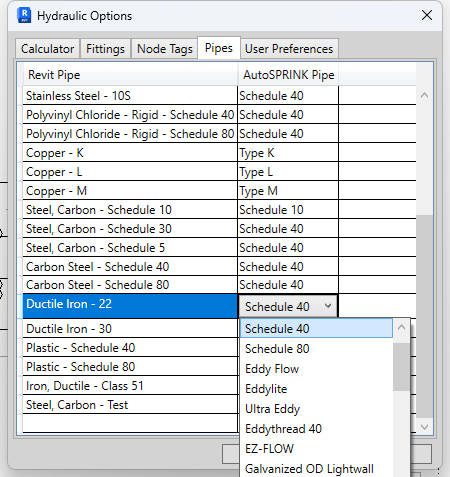 Hydraulic Options
Calculator Fittings Node Tags Pipes User Preferences
Revit Pipe AutoSPRINK Pipe
Stainless Steel - 10S Schedule 40
Polyvinyl Chloride - Rigid - Schedule 40 Schedule 40
Polyvinyl Chloride - Rigid - Schedule 80 Schedule 40
Copper - K Type K
Copper - L Type L
Copper - M Type M
Steel, Carbon - Schedule 10 Schedule 10
Steel, Carbon - Schedule 30 Schedule 40
Steel, Carbon - Schedule 5 Schedule 40
Carbon Steel - Schedule 40 Schedule 40
Carbon Steel - Schedule 80 Schedule 40
Ductile Iron - 22 Schedule 40
Ductile Iron - 30 Schedule 40
Plastic - Schedule 40 Schedule 80
Plastic - Schedule 80 Eddy Flow
Iron, Ductile - Class 51 Eddylite
Steel, Carbon - Test Ultra Eddy
Eddythread 40
EZ-FLOW
Galvanized OD Lightwall